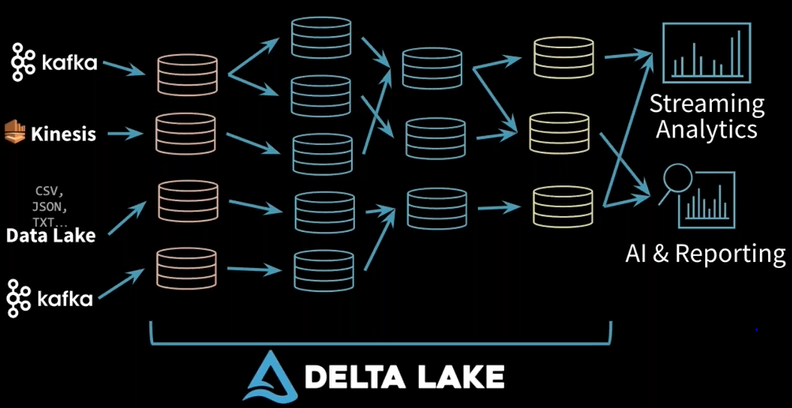 kafka
Kinesis
CSV,
JSON,
TXT...
Data Lake
kafka
Streaming
Analytics
AI & Reporting
DELTA LAKE